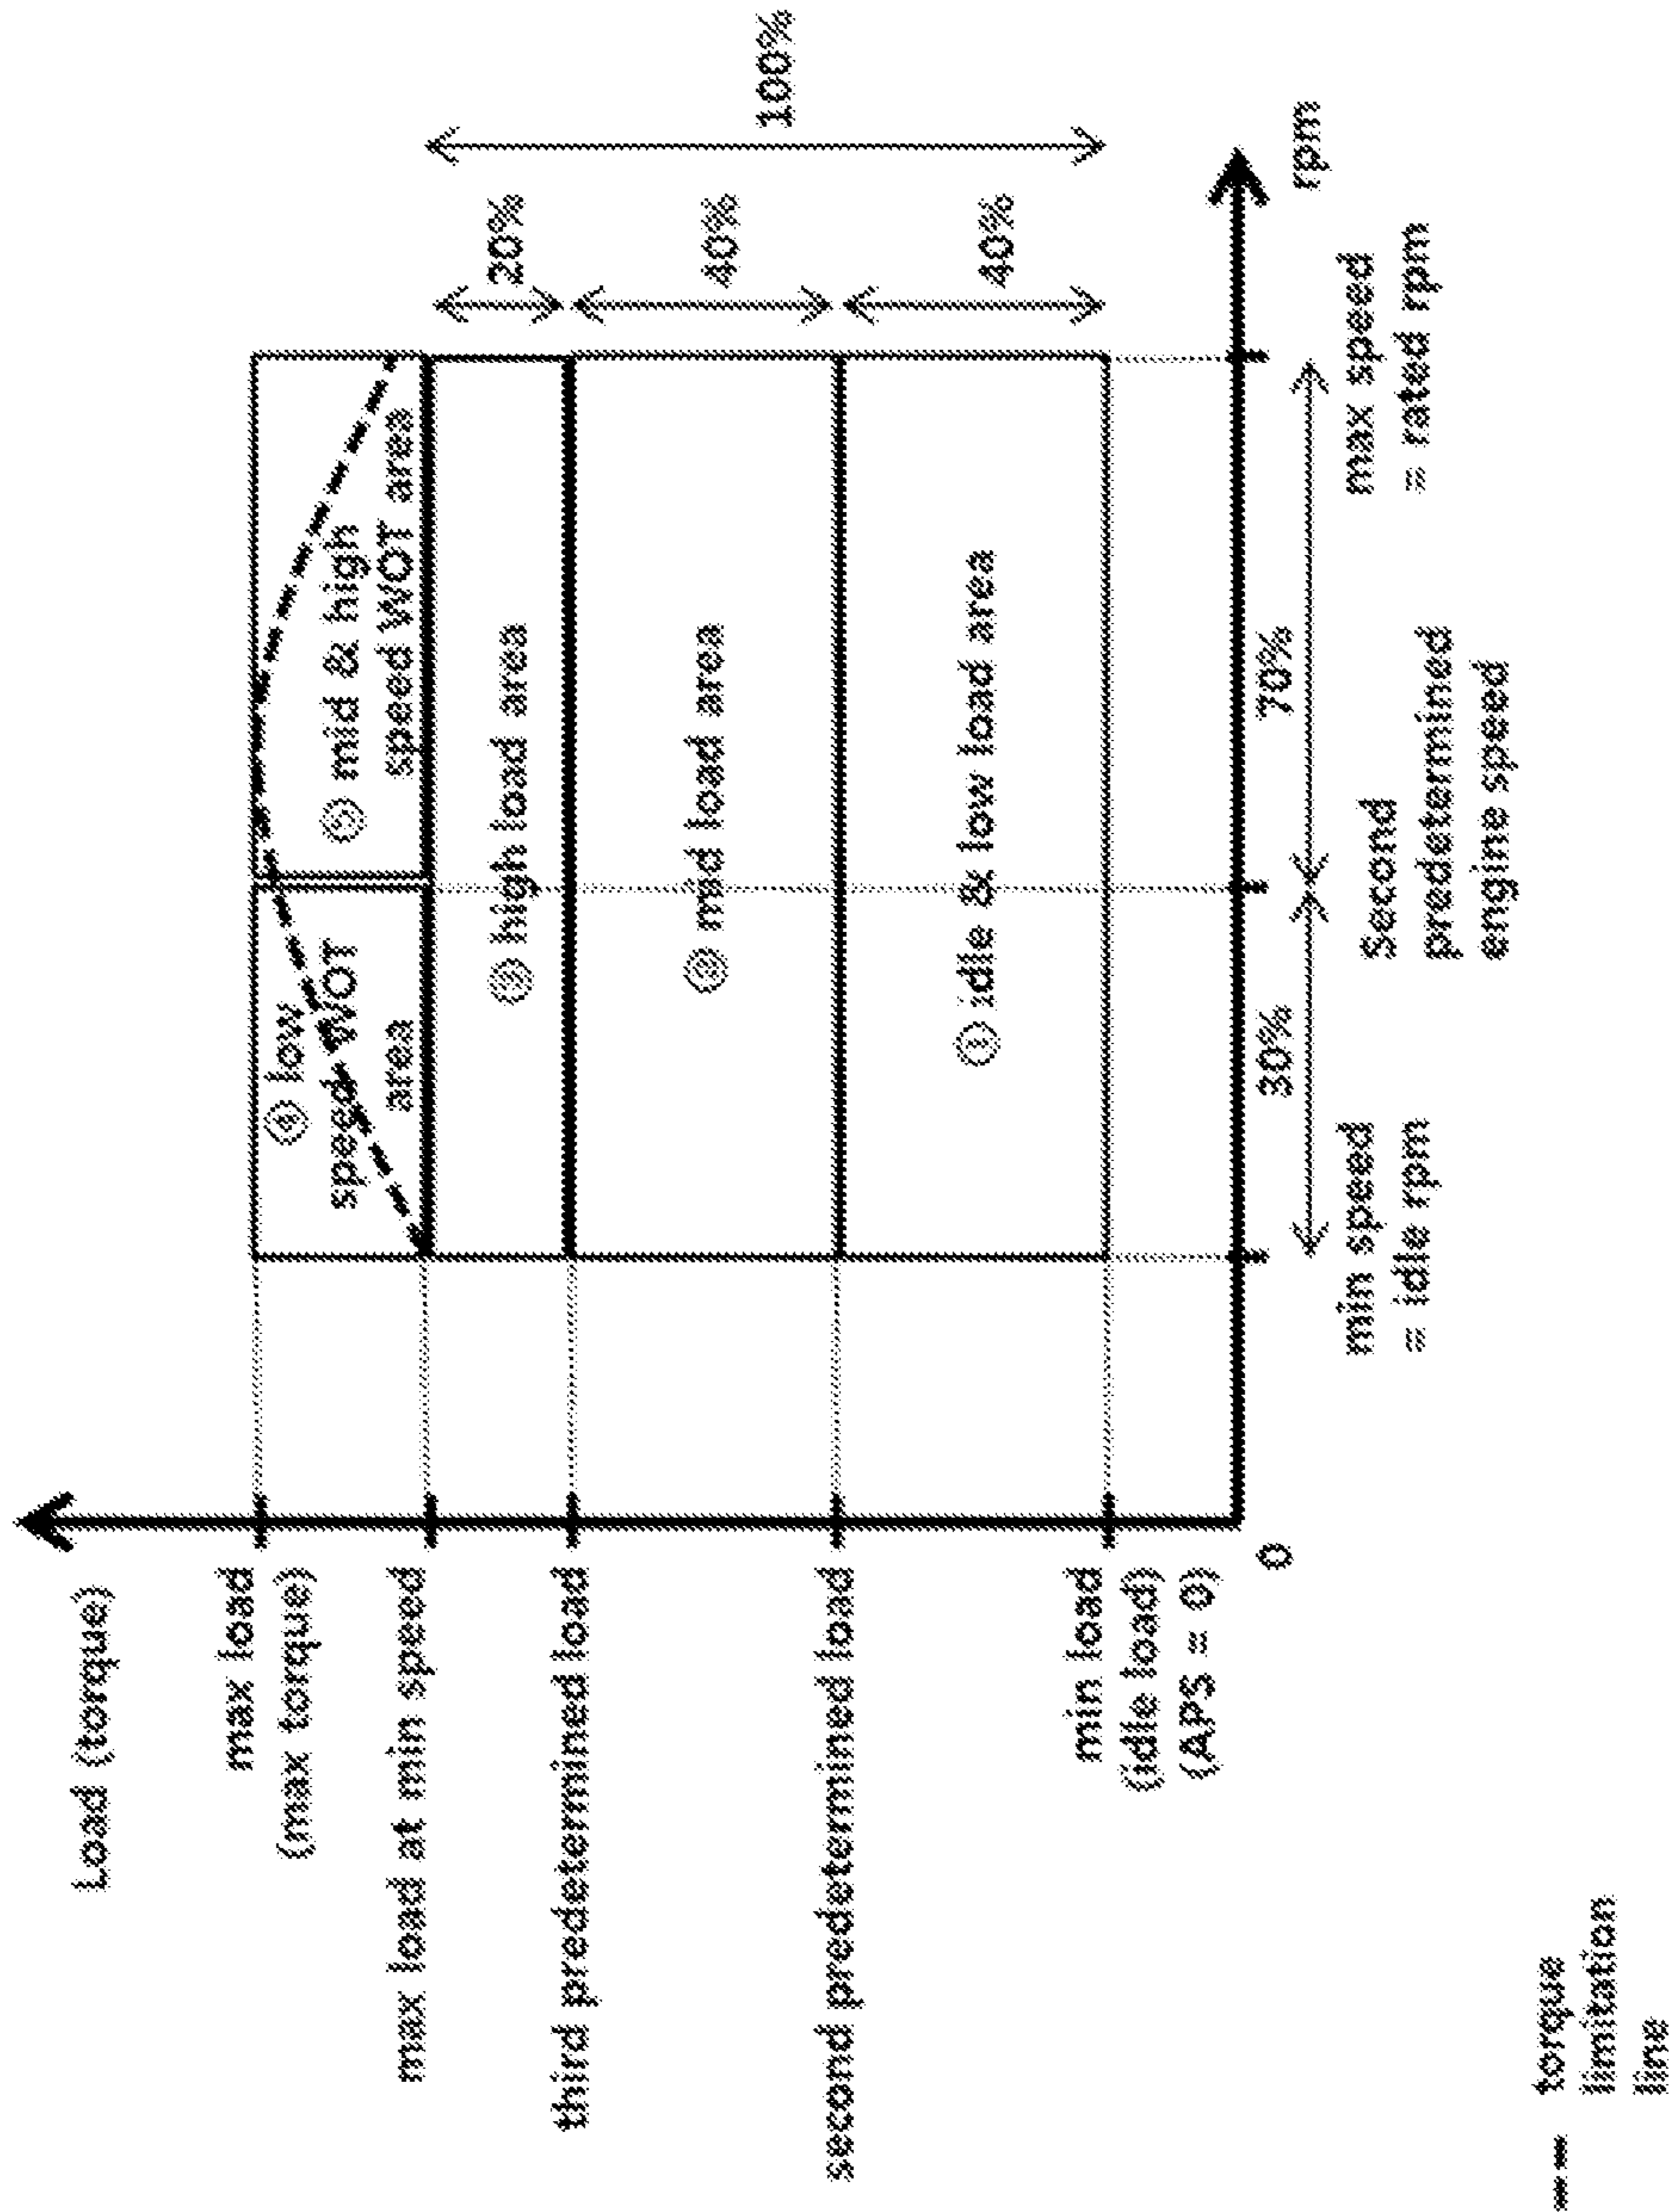 Load (torque)
max load
(max torque)
max load at min speed
third predetermined load
second predetermined load
min load
(idle load)
(APS = 0)
0
④ low
speed WOT
area
⑤ mid & high
speed WOT area
③ high load area
② mid load area
① idle & low load area
20%
40%
40%
100%
30%
70%
rpm
min speed
= idle rpm
Second
predetermined
engine speed
max speed
= rated rpm
torque
limitation
line